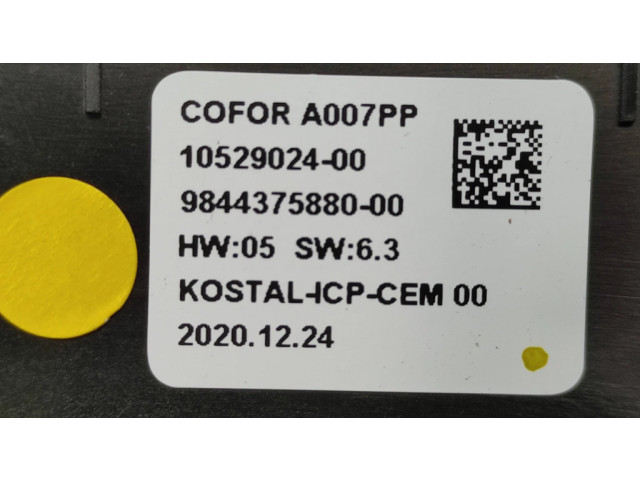 COFOR A007PP
10529024-00
9844375880-00
HW:05 SW:6.3
KOSTAL-ICP-CEM 00
2020.12.24